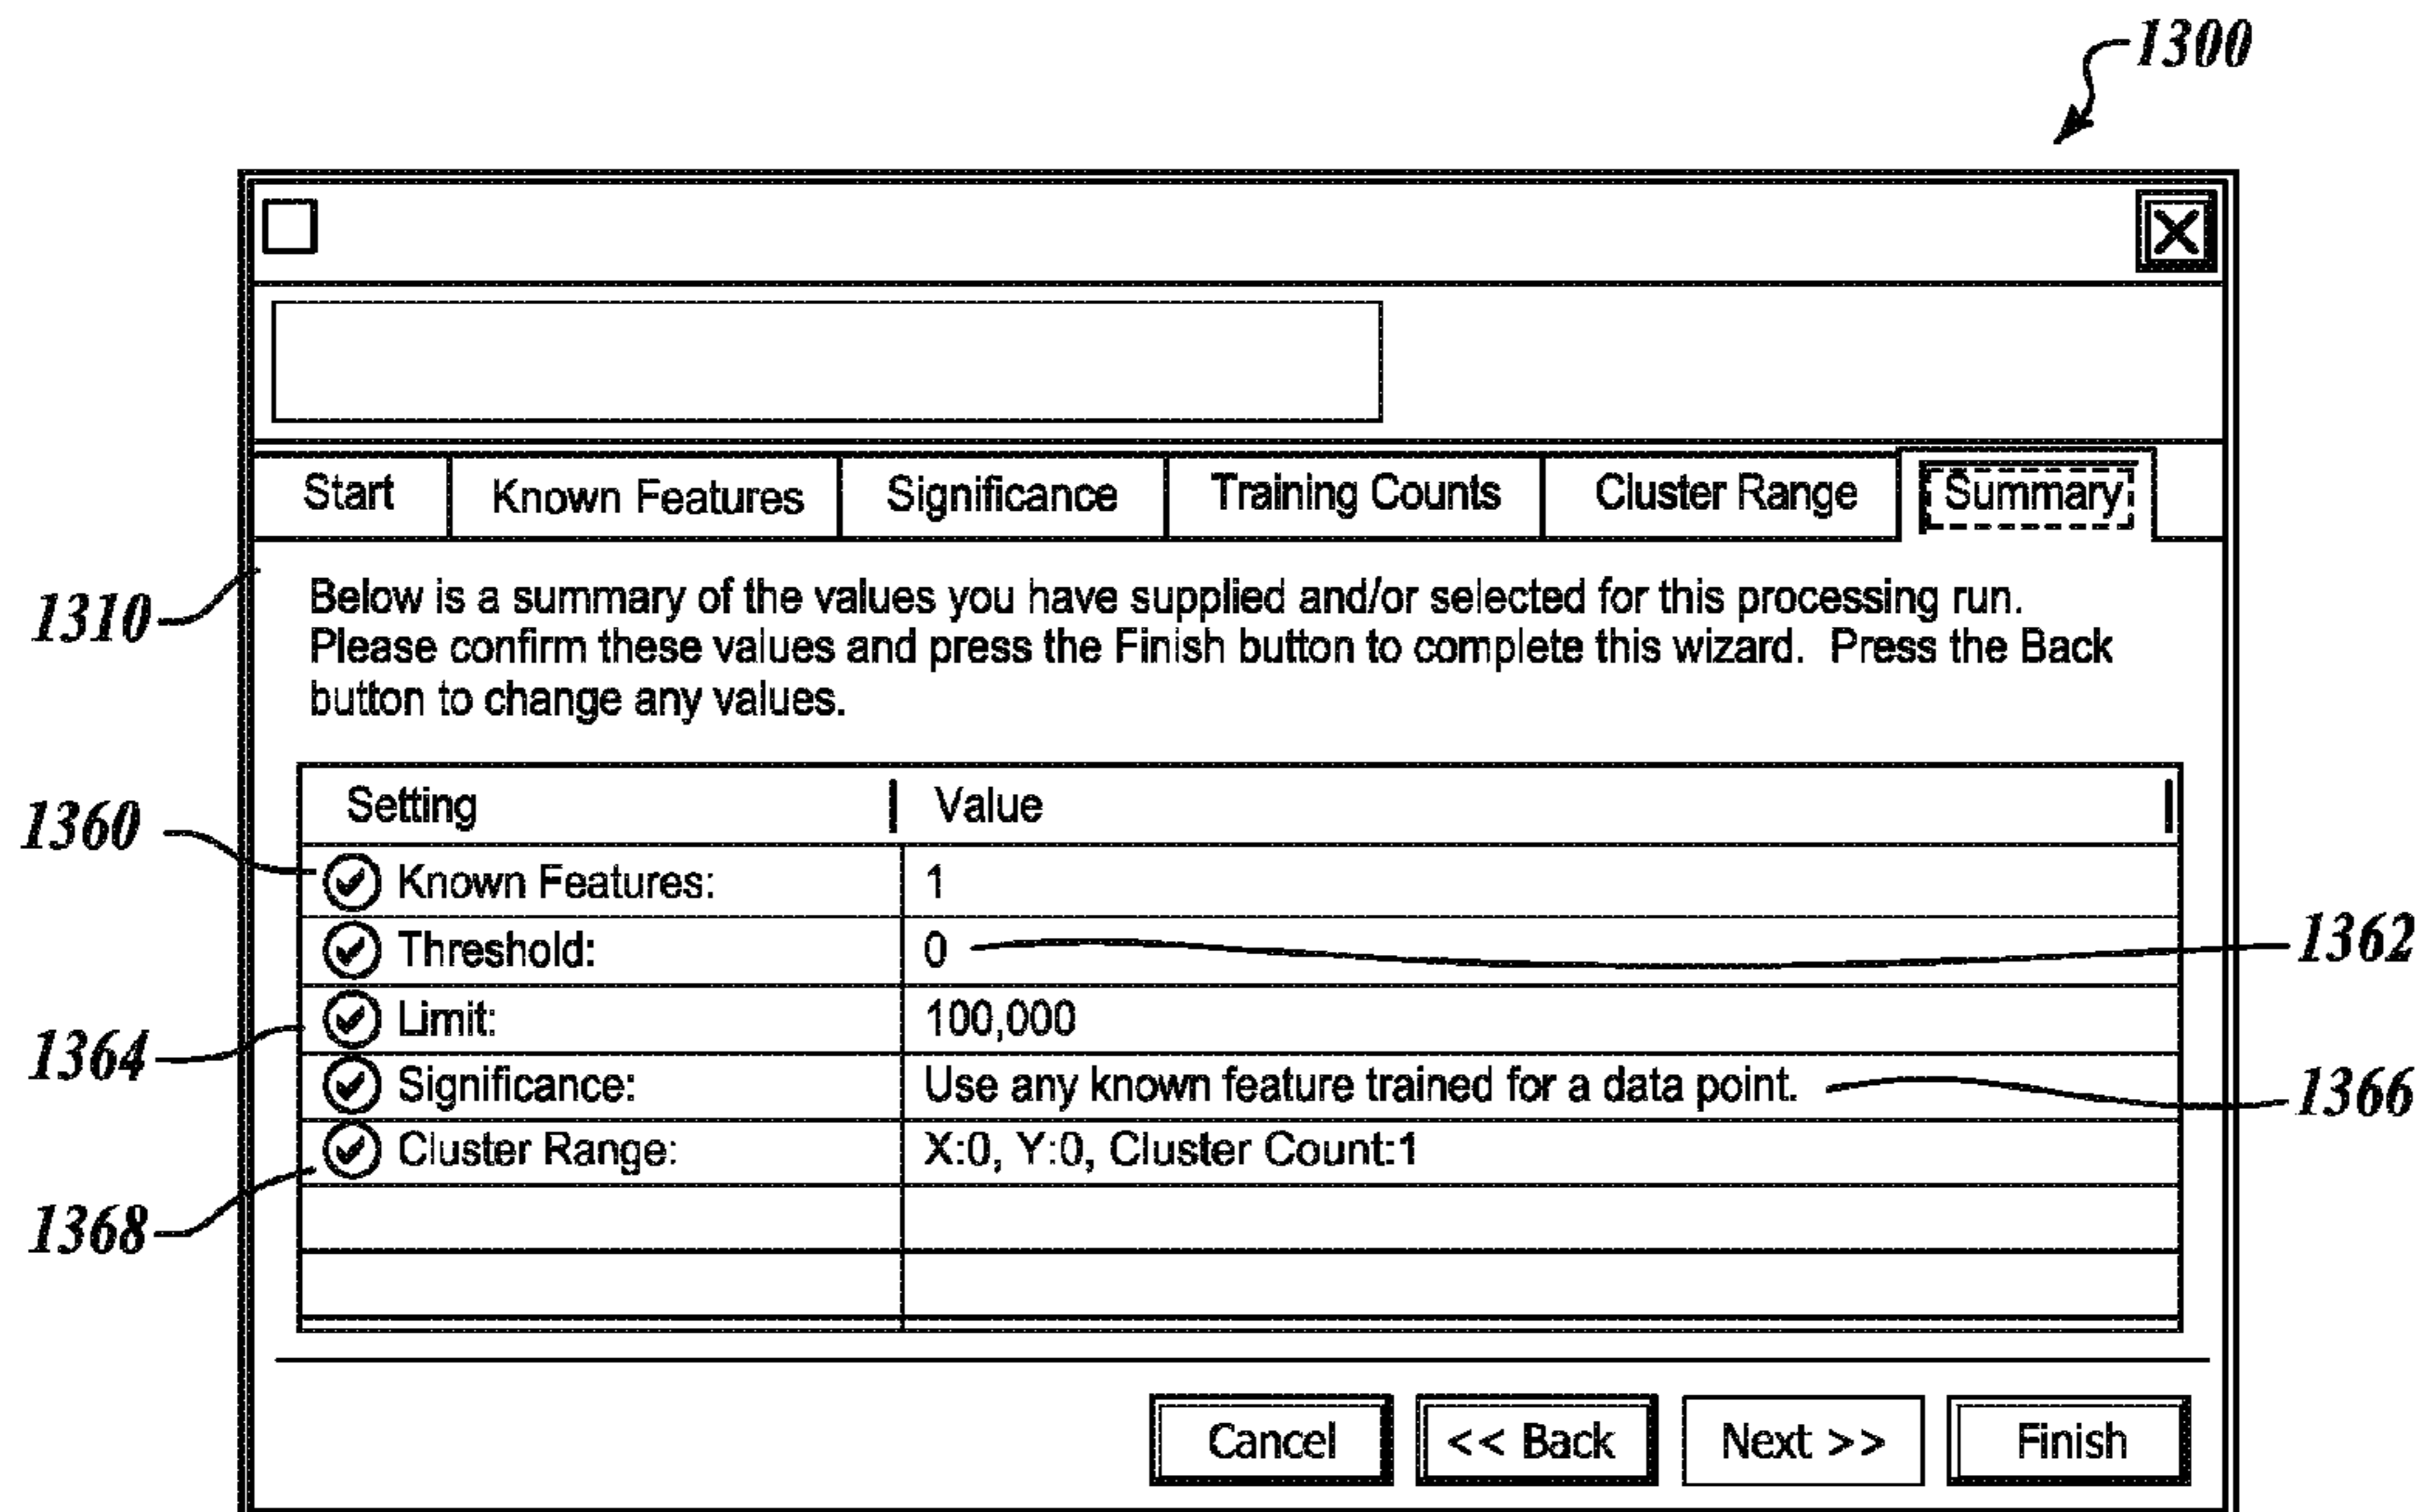 1300
Start Known Features Significance Training Counts Cluster Range Summary
1310
Below is a summary of the values you have supplied and/or selected for this processing run.
Please confirm these values and press the Finish button to complete this wizard. Press the Back
button to change any values.
Setting Value
1360
Known Features: 1
Threshold: 0
1362
Limit: 100,000
1364
Significance: Use any known feature trained for a data point.
1366
Cluster Range: X:0, Y:0, Cluster Count:1
1368
Cancel << Back Next >> Finish